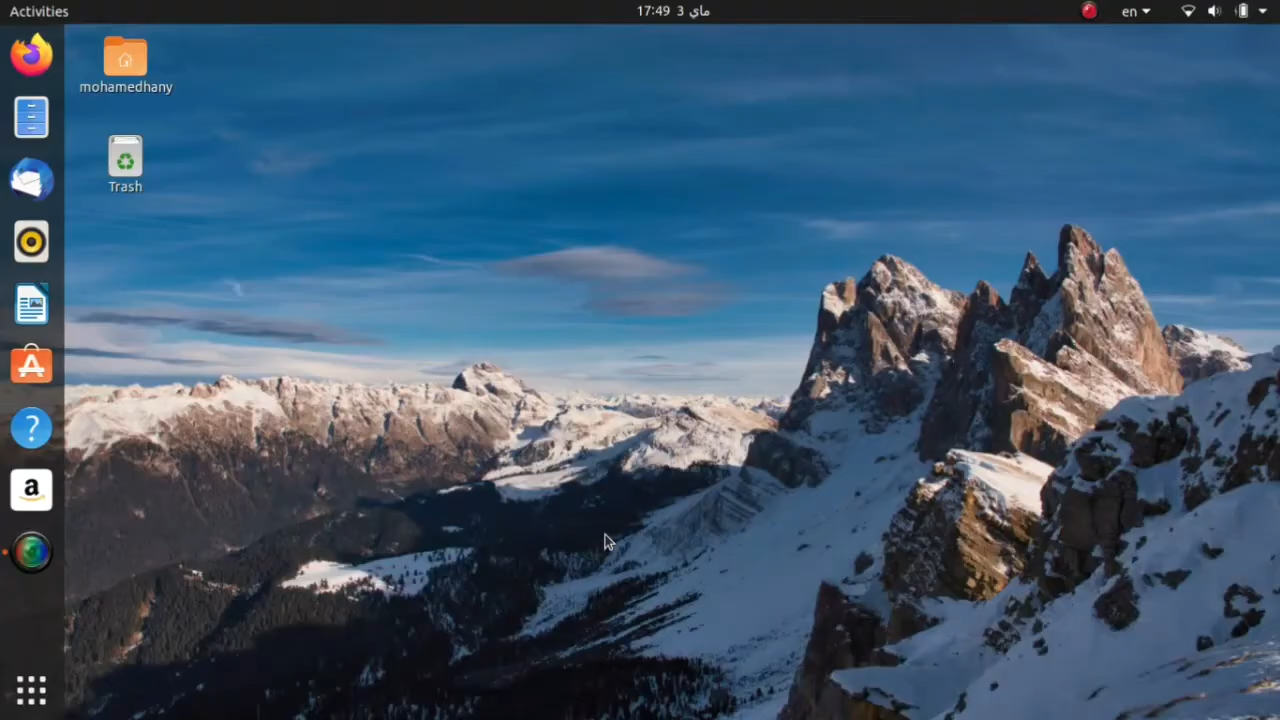 Activities
17:49 3 ماي
en
mohamedhany
Trash
A
?
a